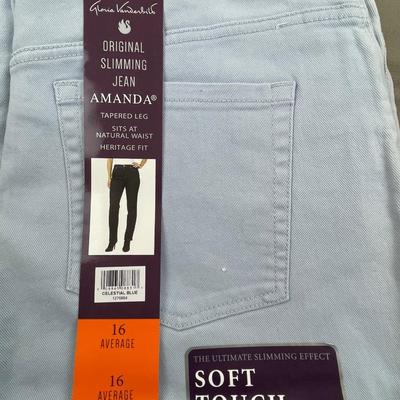 Gloria Vanderbilt
ORIGINAL
SLIMMING
JEAN
AMANDA®
TAPERED LEG
SITS AT
NATURAL WAIST
HERITAGE FIT
CELESTIAL BLUE
16
AVERAGE
16
AVERAGE
THE ULTIMATE SLIMMING EFFECT
SOFT
TOUCH